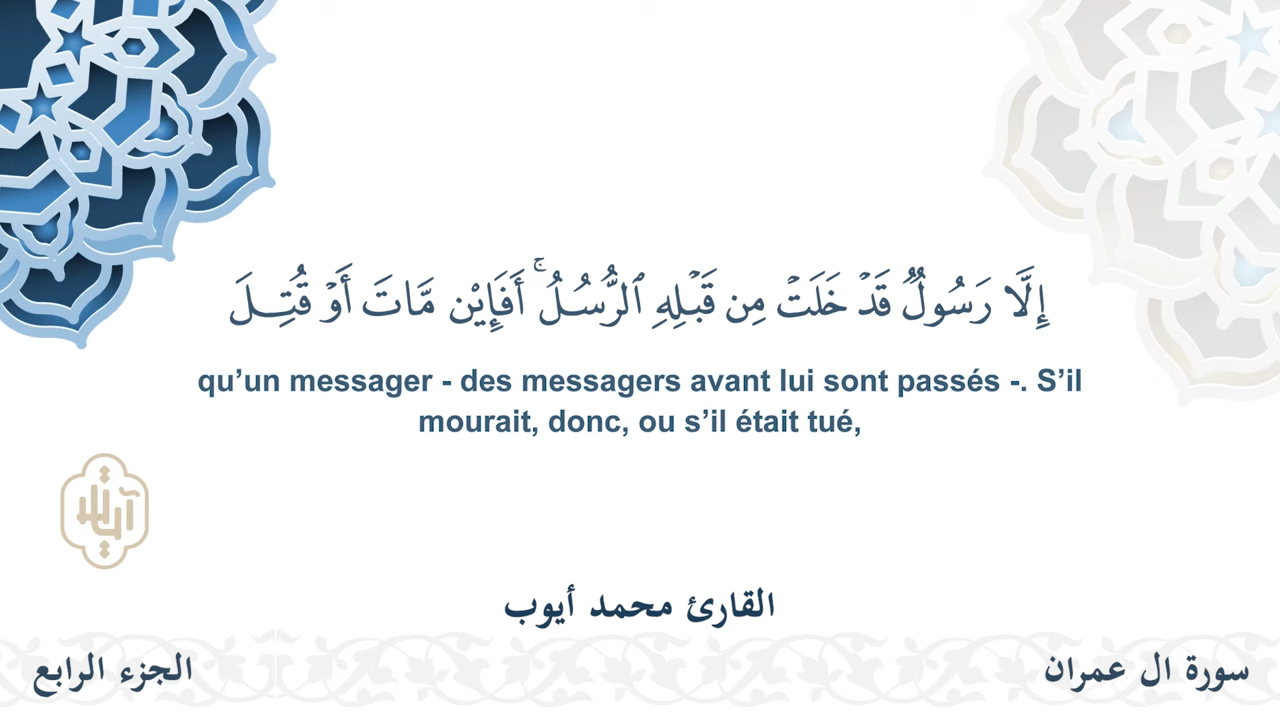 إِلَّا رَسُولٌ قَدْ خَلَتْ مِن قَبْلِهِ ٱلرُّسُلُ ۚ أَفَإِيْن مَّاتَ أَوْ قُتِلَ
qu’un messager - des messagers avant lui sont passés -. S’il
mourait, donc, ou s’il était tué,
القارئ محمد أيوب
سورة ال عمران
الجزء الرابع